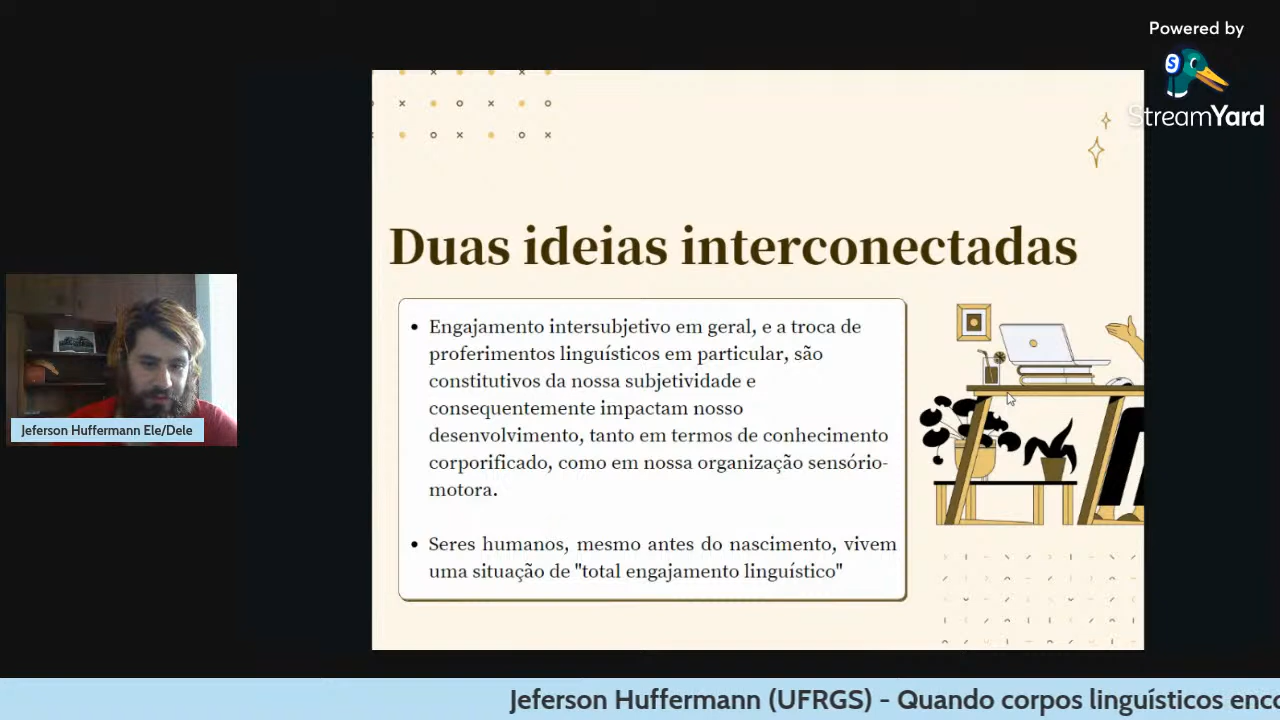 Powered by
StreamYard
Duas ideias interconectadas
• Engajamento intersubjetivo em geral, e a troca de
proferimentos linguísticos em particular, são
constitutivos da nossa subjetividade e
consequentemente impactam nosso
desenvolvimento, tanto em termos de conhecimento
corporificado, como em nossa organização sensório-
motora.
• Seres humanos, mesmo antes do nascimento, vivem
uma situação de "total engajamento linguístico"
Jeferson Huffermann Ele/Dele
Jeferson Huffermann (UFRGS) - Quando corpos linguísticos enco